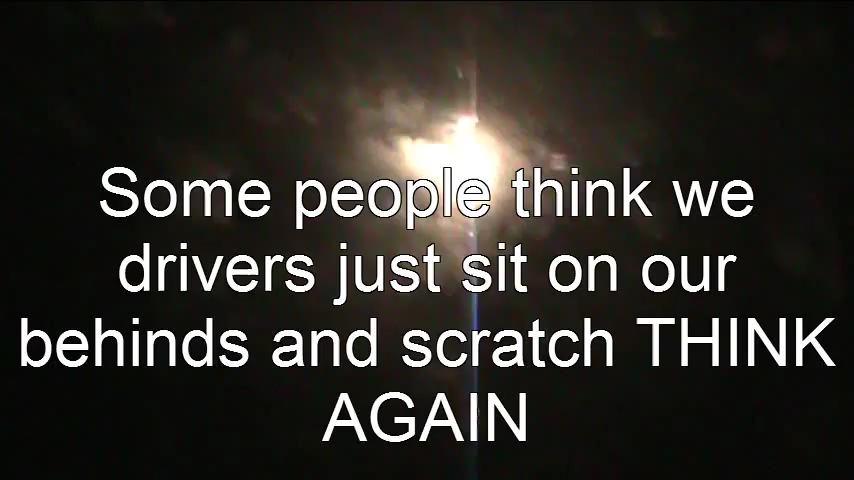 Some people think we
drivers just sit on our
behinds and scratch THINK
AGAIN